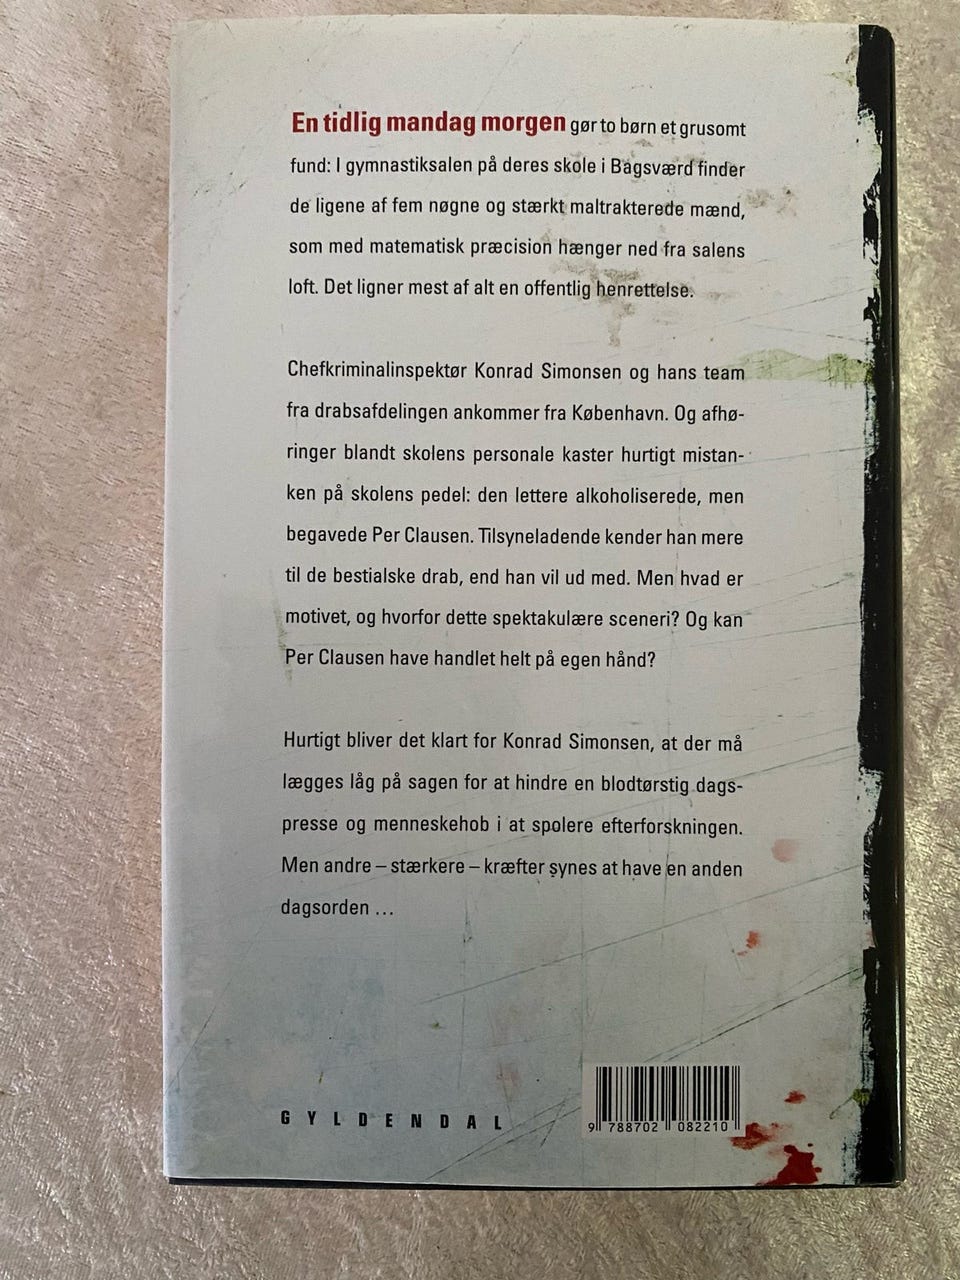 En tidlig mandag morgen gør to børn et grusomt
fund: I gymnastiksalen på deres skole i Bagsværd finder
de ligene af fem nøgne og stærkt maltrakterede mænd,
som med matematisk præcision hænger ned fra salens
loft. Det ligner mest af alt en offentlig henrettelse.
Chefkriminalinspektør Konrad Simonsen og hans team
fra drabsafdelingen ankommer fra København. Og afhø-
ringer blandt skolens personale kaster hurtigt mistan-
ken på skolens pedel: den lettere alkoholiserede, men
begavede Per Clausen. Tilsyneladende kender han mere
til de bestialske drab, end han vil ud med. Men hvad er
motivet, og hvorfor dette spektakulære sceneri? Og kan
Per Clausen have handlet helt på egen hånd?
Hurtigt bliver det klart for Konrad Simonsen, at der må
lægges låg på sagen for at hindre en blodtørstig dags-
presse og menneskehob i at spolere efterforskningen.
Men andre – stærkere – kræfter synes at have en anden
dagsorden ...
GYLDENDAL
9 788702 082210